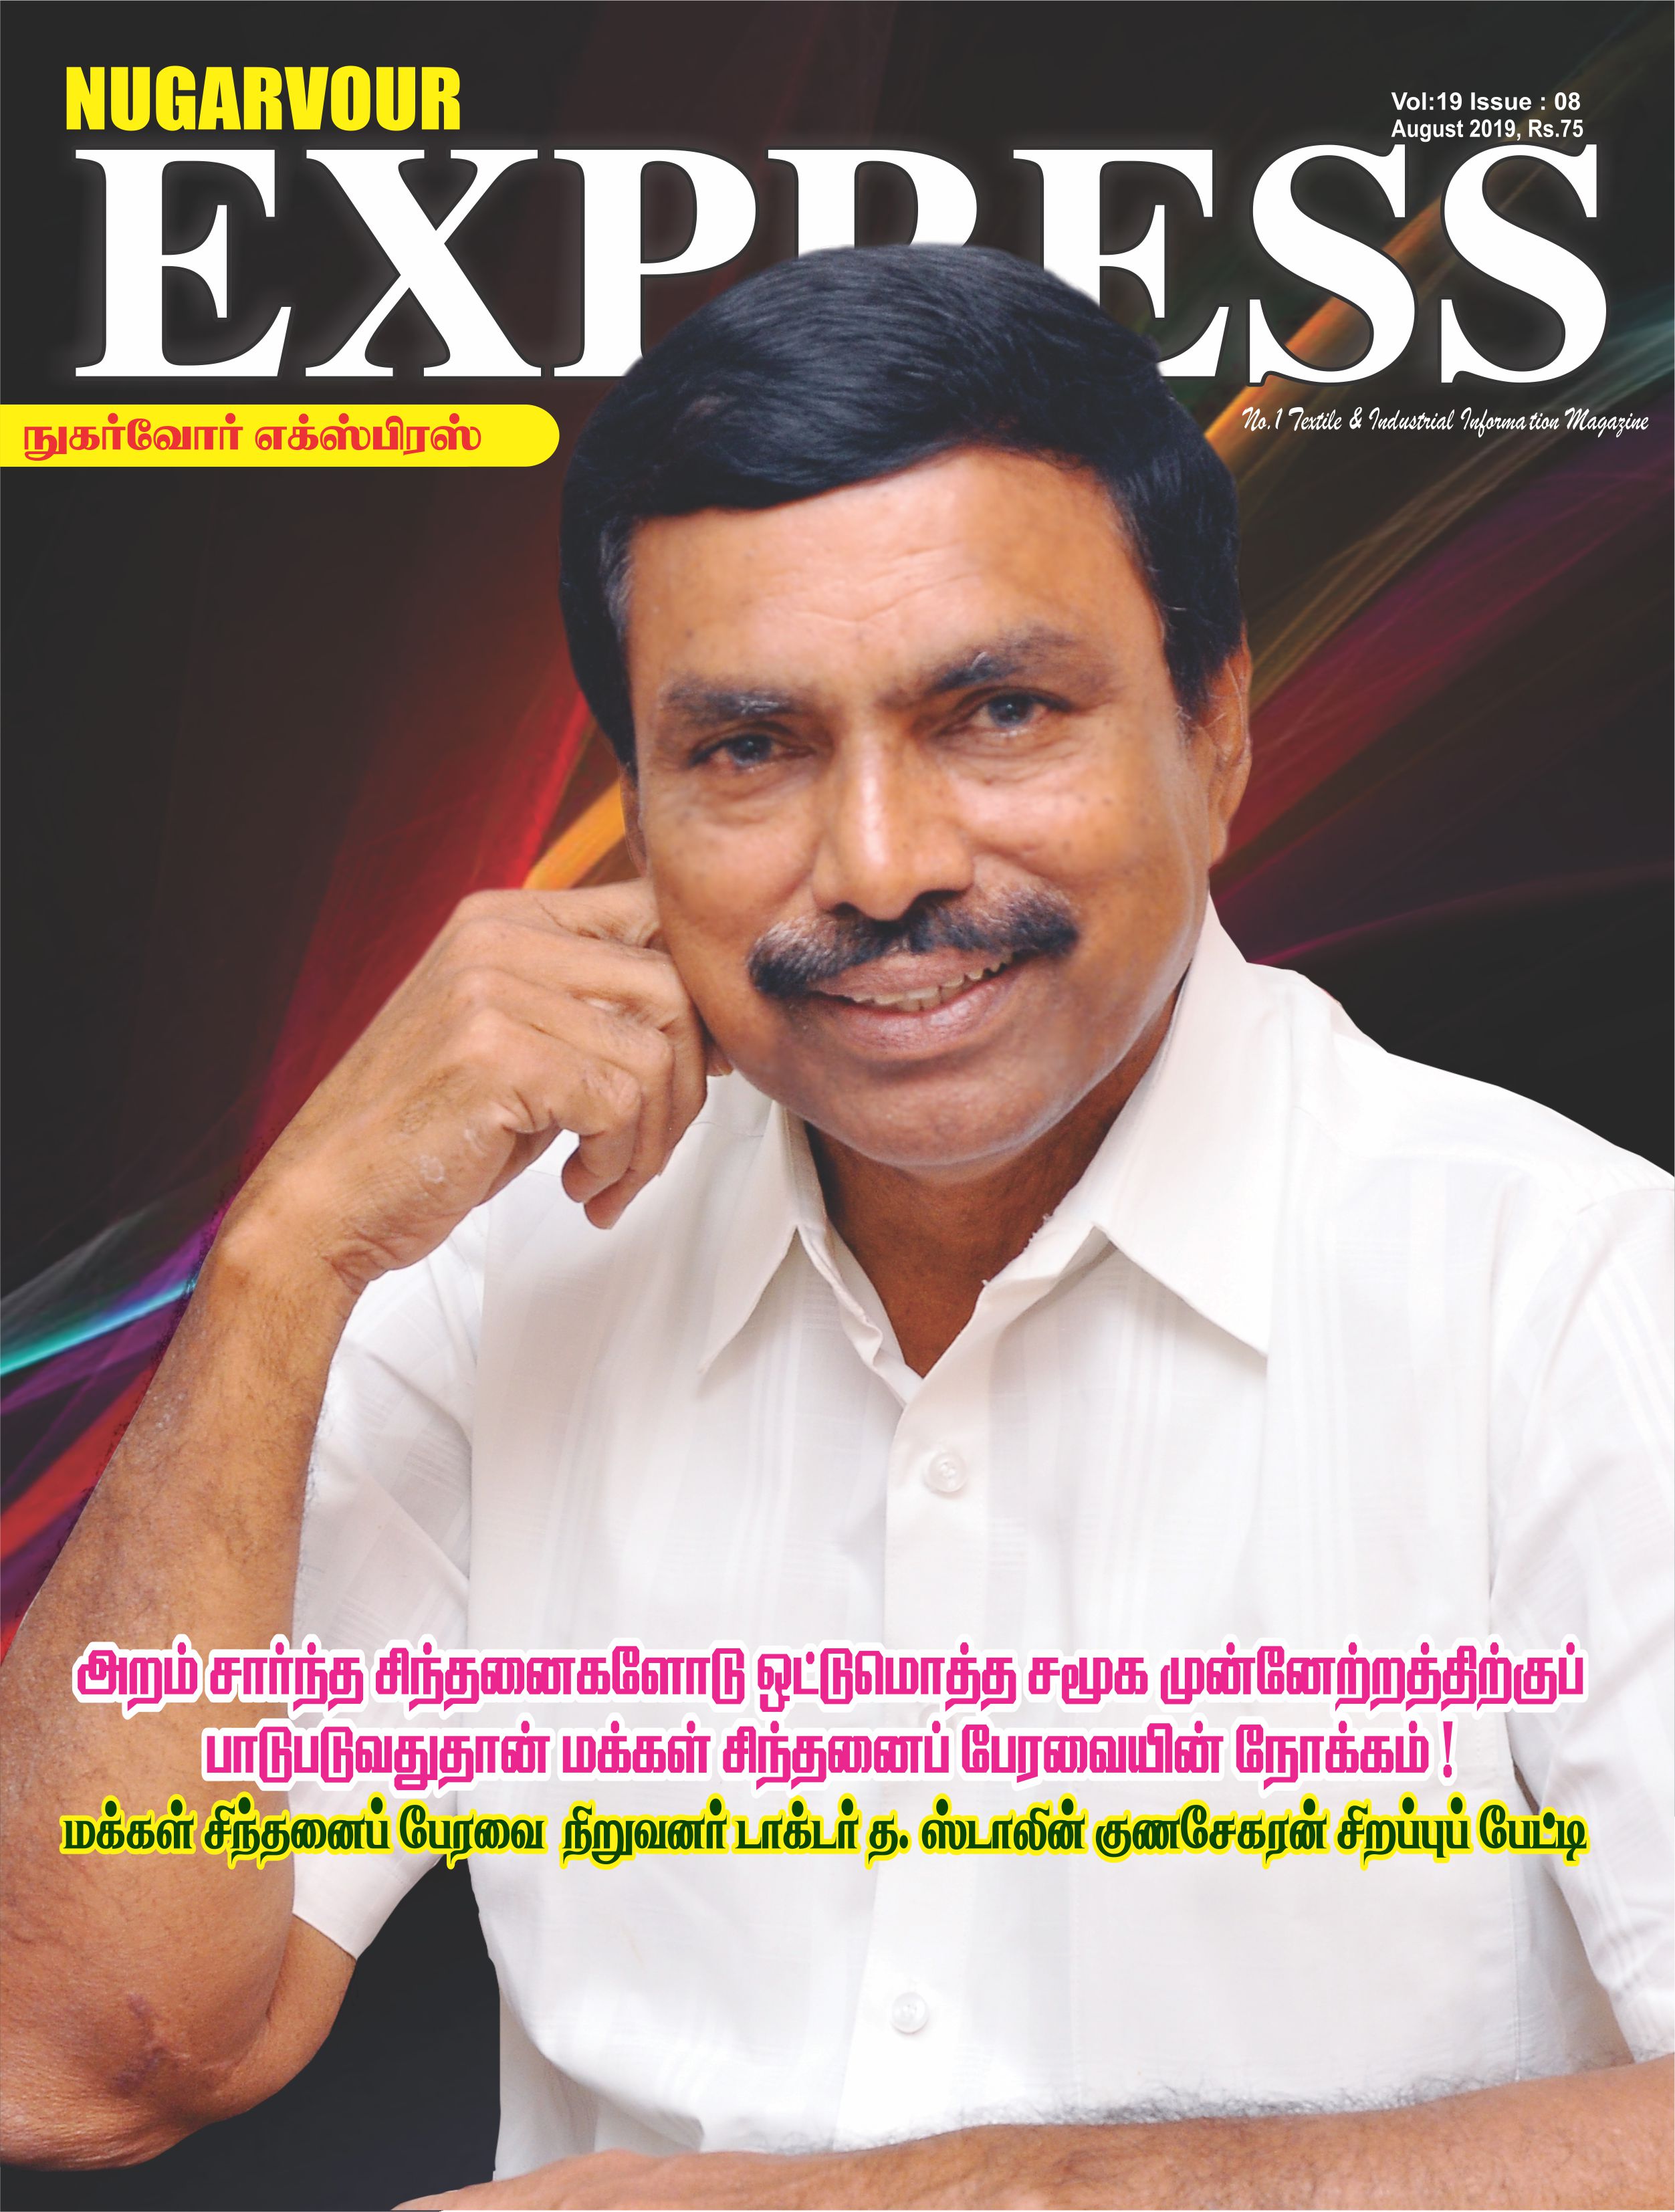 NUGARVOUR
Vol:19 Issue : 08
August 2019, Rs.75
EXPRESS
நுகர்வோர் எக்ஸ்பிரஸ்
No.1 Textile & Industrial Information Magazine
அறம் சார்ந்த சிந்தனைகளோடு ஒட்டுமொத்த சமூக முன்னேற்றத்திற்குப்
பாடுபடுவதுதான் மக்கள் சிந்தனைப் பேரவையின் நோக்கம் !
மக்கள் சிந்தனைப் பேரவை நிறுவனர் டாக்டர் த. ஸ்டாலின் குணசேகரன் சிறப்புப் பேட்டி